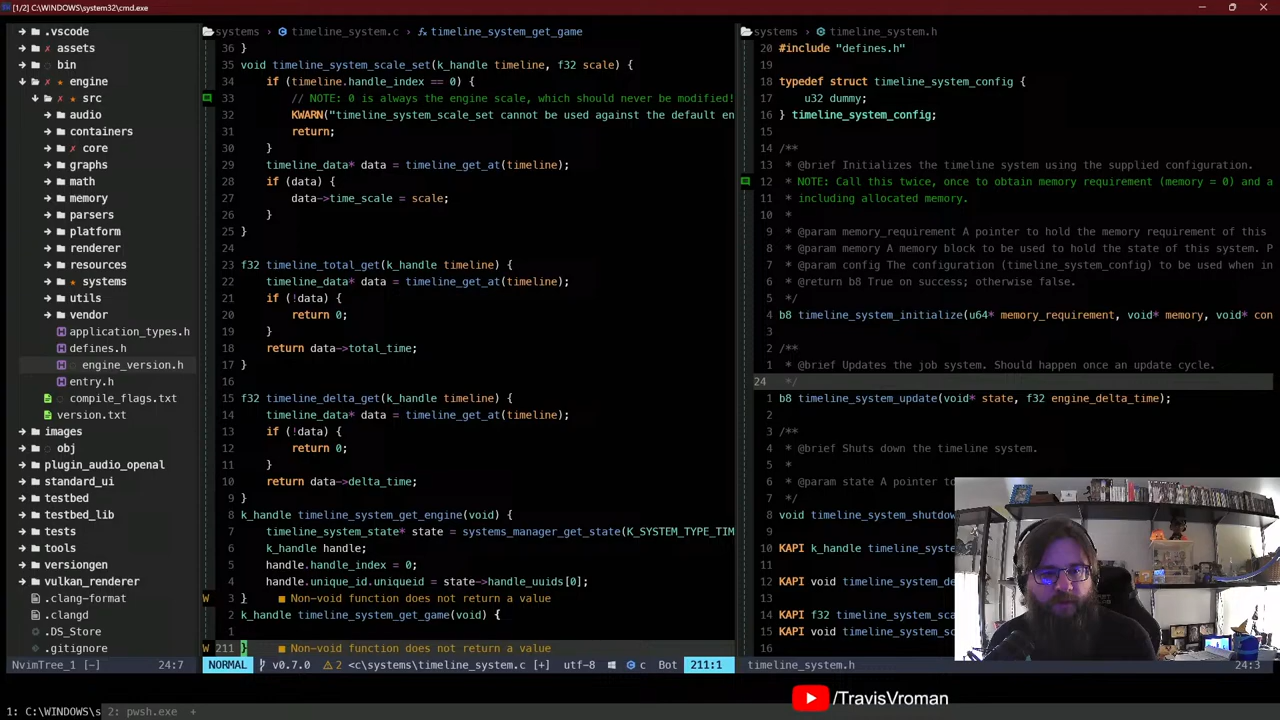 [1/2] C:\WINDOWS\system32\cmd.exe
.vscode
assets
bin
engine
src
audio
containers
core
graphs
math
memory
parsers
platform
renderer
resources
systems
utils
vendor
application_types.h
defines.h
engine_version.h
entry.h
compile_flags.txt
version.txt
images
obj
plugin_audio_openal
standard_ui
testbed
testbed_lib
tests
tools
versiongen
vulkan_renderer
.clang-format
.clangd
.DS_Store
.gitignore
NvimTree_1 [-] 24:7
systems › timeline_system.c › timeline_system_get_game
36 }
35 void timeline_system_scale_set(k_handle timeline, f32 scale) {
34 if (timeline.handle_index == 0) {
33 // NOTE: 0 is always the engine scale, which should never be modified!
32 KWARN("timeline_system_scale_set cannot be used against the default en
31 return;
30 }
29 timeline_data* data = timeline_get_at(timeline);
28 if (data) {
27 data->time_scale = scale;
26 }
25 }
24
23 f32 timeline_total_get(k_handle timeline) {
22 timeline_data* data = timeline_get_at(timeline);
21 if (!data) {
20 return 0;
19 }
18 return data->total_time;
17 }
16
15 f32 timeline_delta_get(k_handle timeline) {
14 timeline_data* data = timeline_get_at(timeline);
13 if (!data) {
12 return 0;
11 }
10 return data->delta_time;
9 }
8 k_handle timeline_system_get_engine(void) {
7 timeline_system_state* state = systems_manager_get_state(K_SYSTEM_TYPE_TIM
6 k_handle handle;
5 handle.handle_index = 0;
4 handle.unique_id.uniqueid = state->handle_uuids[0];
W 3 } ■ Non-void function does not return a value
2 k_handle timeline_system_get_game(void) {
1
W 211 } ■ Non-void function does not return a value
NORMAL v0.7.0 2 <c\systems\timeline_system.c [+] utf-8 c Bot 211:1
systems › timeline_system.h
20 #include "defines.h"
19
18 typedef struct timeline_system_config {
17 u32 dummy;
16 } timeline_system_config;
15
14 /**
13 * @brief Initializes the timeline system using the supplied configuration.
12 * NOTE: Call this twice, once to obtain memory requirement (memory = 0) and a
11 * including allocated memory.
10 *
9 * @param memory_requirement A pointer to hold the memory requirement of this
8 * @param memory A memory block to be used to hold the state of this system. P
7 * @param config The configuration (timeline_system_config) to be used when in
6 * @return b8 True on success; otherwise false.
5 */
4 b8 timeline_system_initialize(u64* memory_requirement, void* memory, void* con
3
2 /**
1 * @brief Updates the job system. Should happen once an update cycle.
24 */
1 b8 timeline_system_update(void* state, f32 engine_delta_time);
2
3 /**
4 * @brief Shuts down the timeline system.
5 *
6 * @param state A pointer to
7 */
8 void timeline_system_shutdow
9
10 KAPI k_handle timeline_syste
11
12 KAPI void timeline_system_de
13
14 KAPI f32 timeline_system_sca
15 KAPI void timeline_system_sc
16
timeline_system.h 24:3
/TravisVroman
1: C:\WINDOWS\s 2: pwsh.exe +